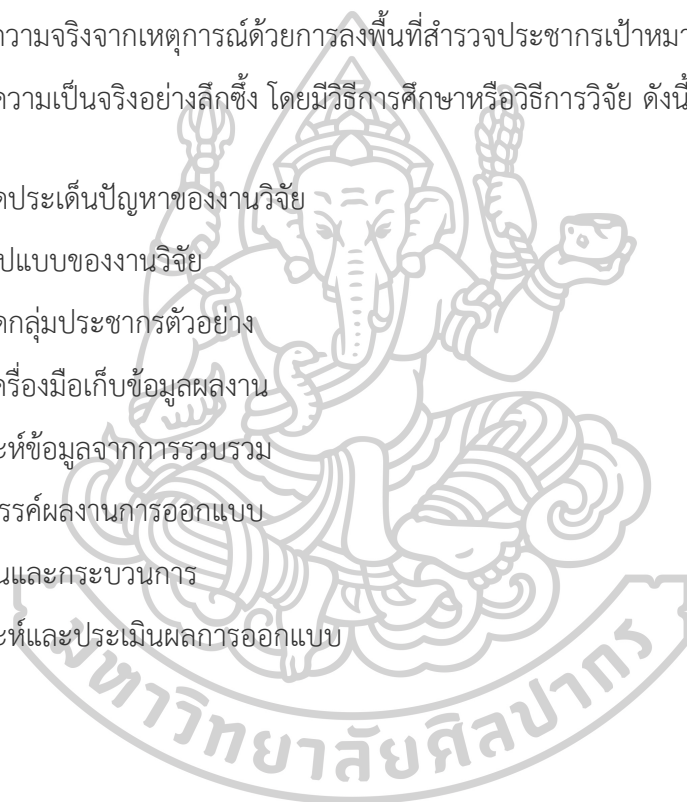 ความจริงจากเหตุการณ์ด้วยการลงพื้นที่สำรวจประชากรเป้าหมา
ความเป็นจริงอย่างลึกซึ้ง โดยมีวิธีการศึกษาหรือวิธีการวิจัย ดังนี้
ดประเด็นปัญหาของงานวิจัย
ปแบบของงานวิจัย
ดกลุ่มประชากรตัวอย่าง
ครื่องมือเก็บข้อมูลผลงาน
ะห์ข้อมูลจากการรวบรวม
รรค์ผลงานการออกแบบ
นและกระบวนการ
ะห์และประเมินผลการออกแบบ
มหาวิทยาลัยศิลปากร